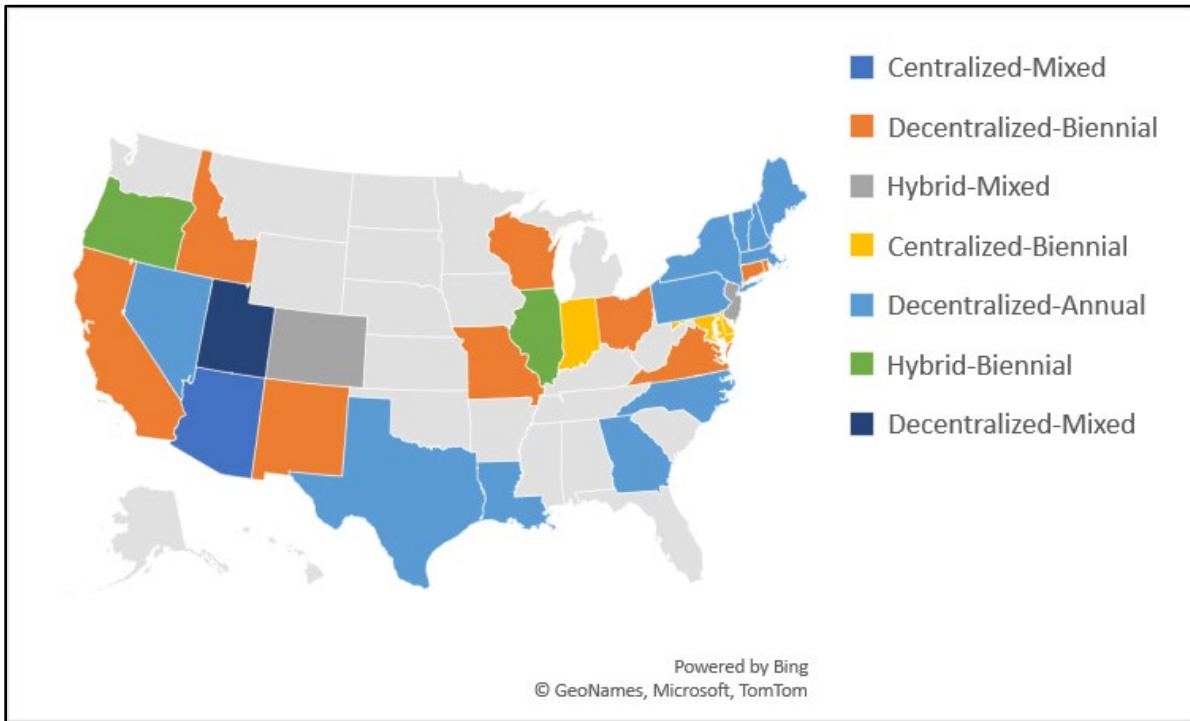 Centralized-Mixed
Decentralized-Biennial
Hybrid-Mixed
Centralized-Biennial
Decentralized-Annual
Hybrid-Biennial
Decentralized-Mixed
Powered by Bing
© GeoNames, Microsoft, TomTom